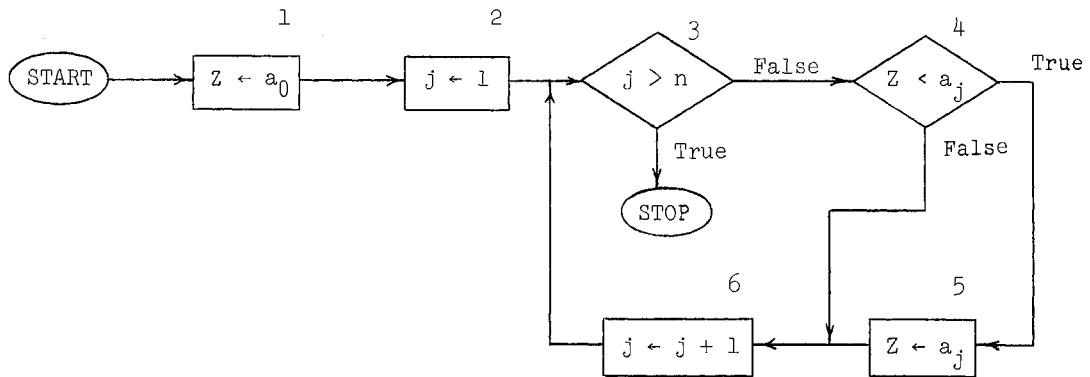 1
2
3
4
START
Z ← a₀
j ← 1
j > n
False
Z < aⱼ
True
True
False
STOP
6
5
j ← j + 1
Z ← aⱼ